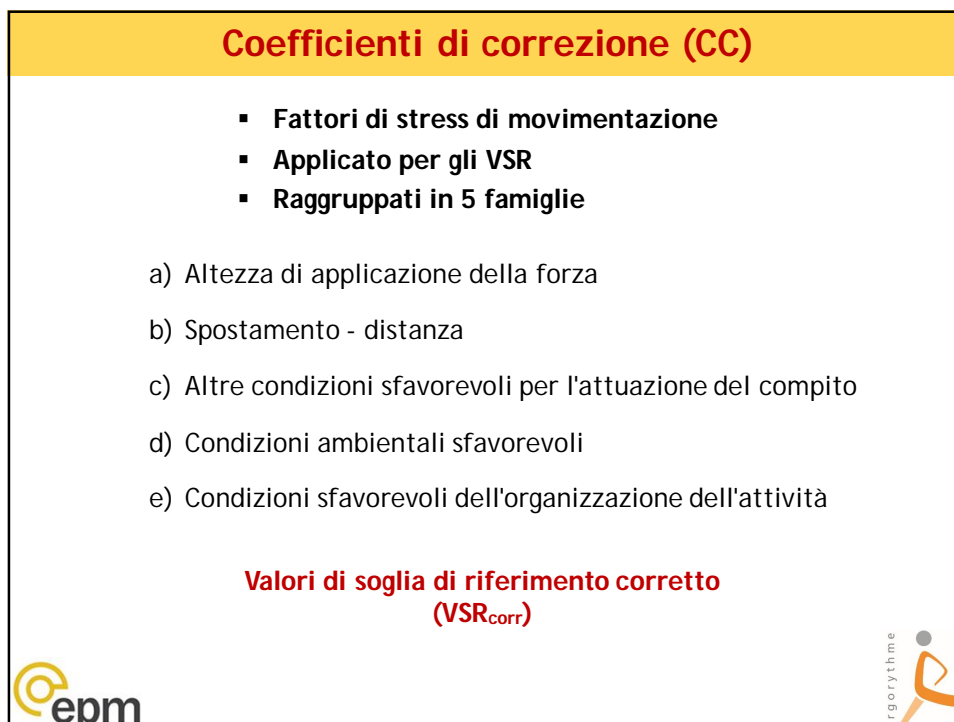 Coefficienti di correzione (CC)
▪ Fattori di stress di movimentazione
▪ Applicato per gli VSR
▪ Raggruppati in 5 famiglie
a) Altezza di applicazione della forza
b) Spostamento - distanza
c) Altre condizioni sfavorevoli per l'attuazione del compito
d) Condizioni ambientali sfavorevoli
e) Condizioni sfavorevoli dell'organizzazione dell'attività
Valori di soglia di riferimento corretto
(VSRcorr)
epm
rgorythme